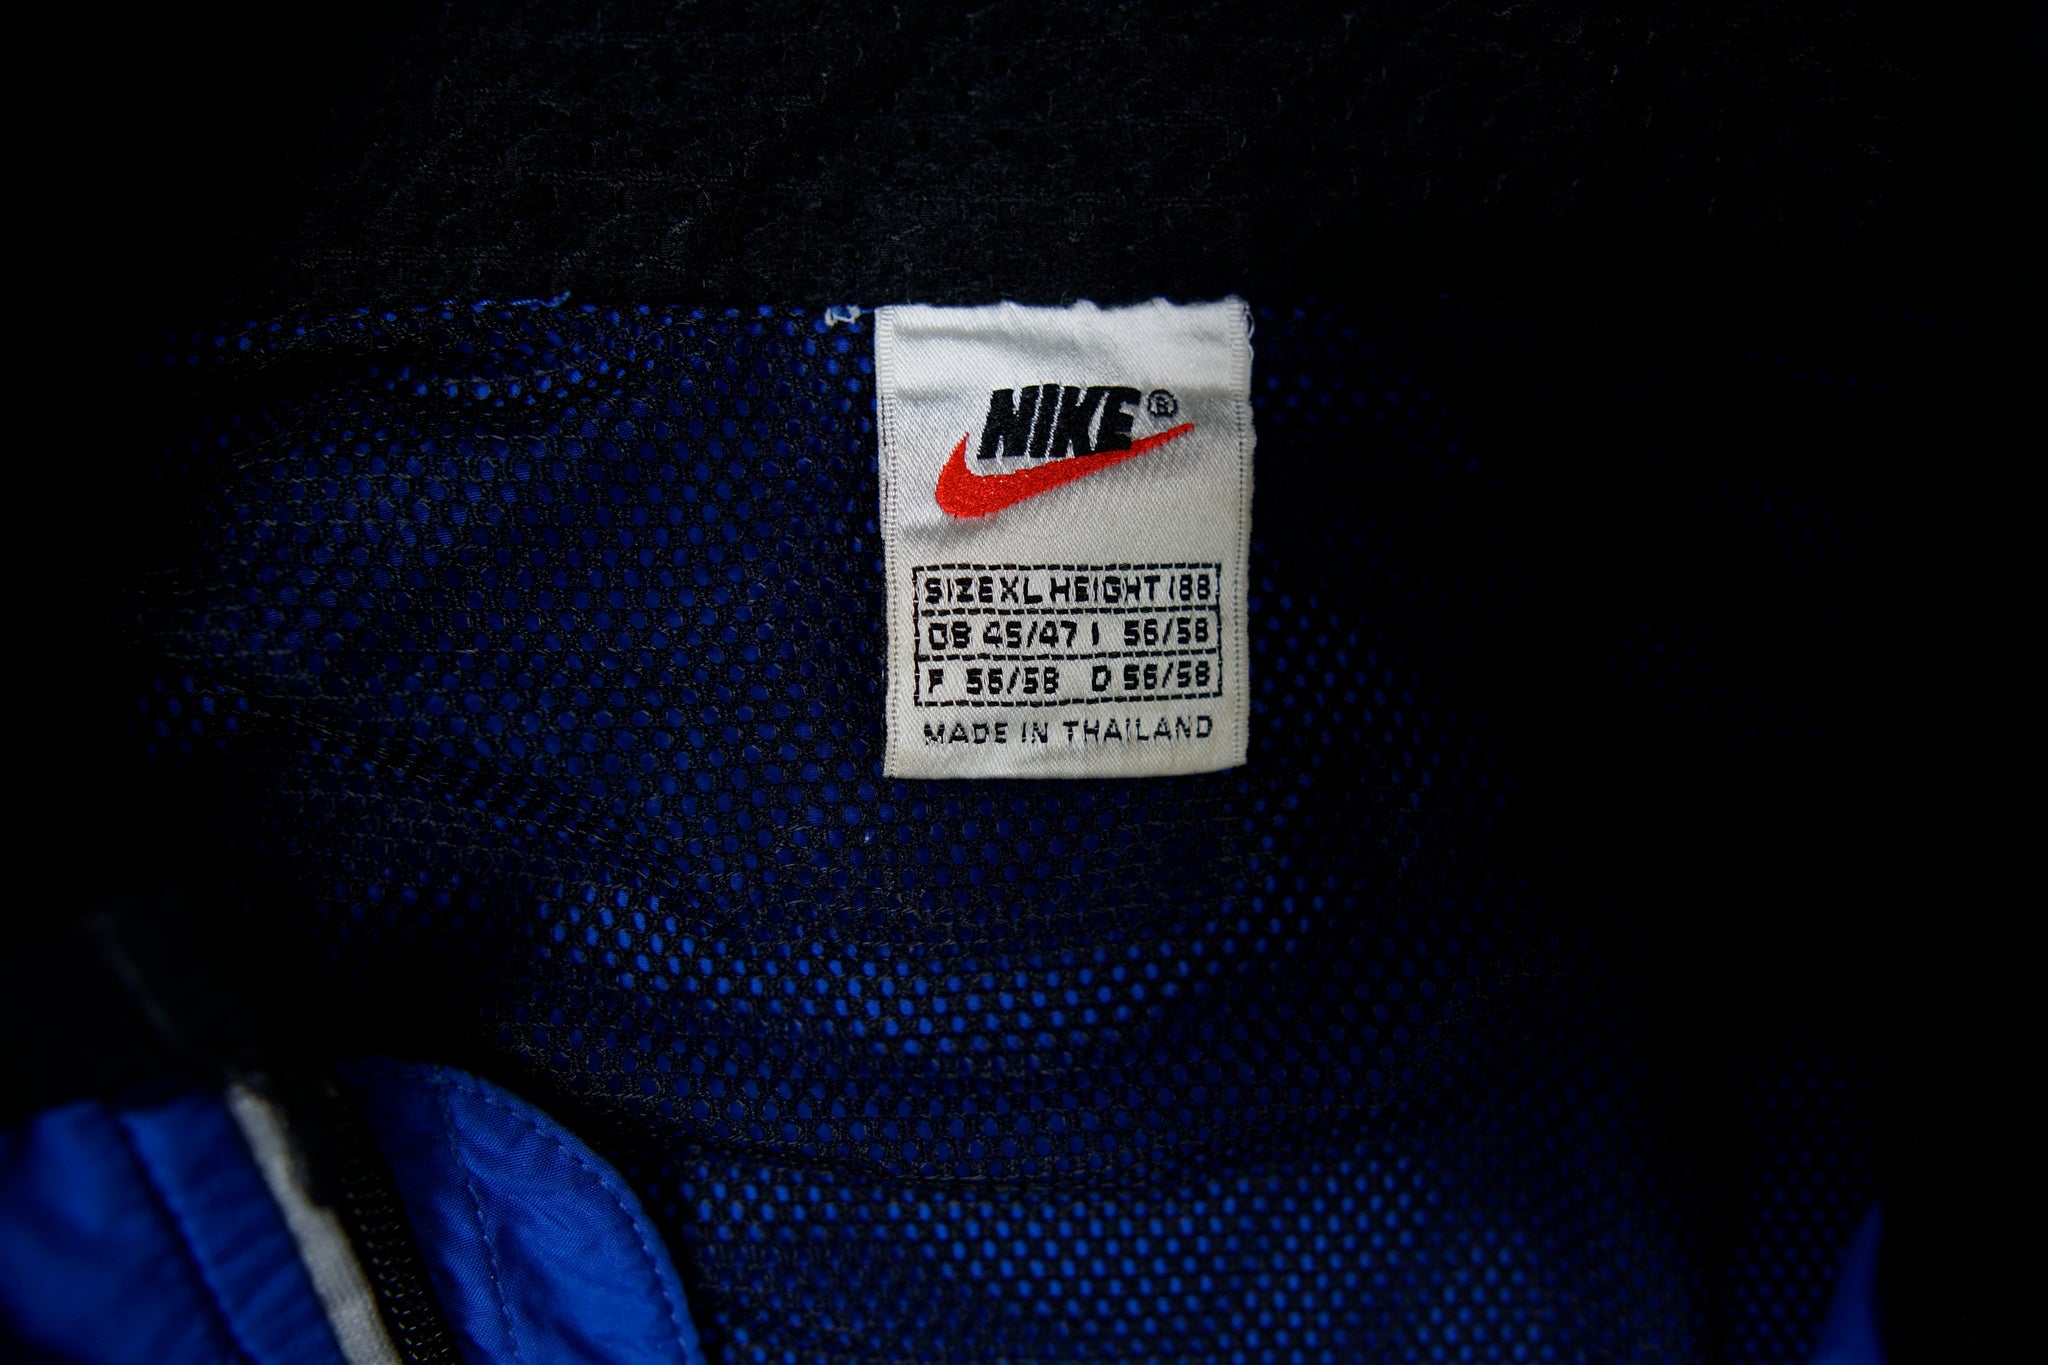 NIKE®
SIZE XL HEIGHT 188
GB 45/47 I 56/58
F 56/58 D 56/58
MADE IN THAILAND